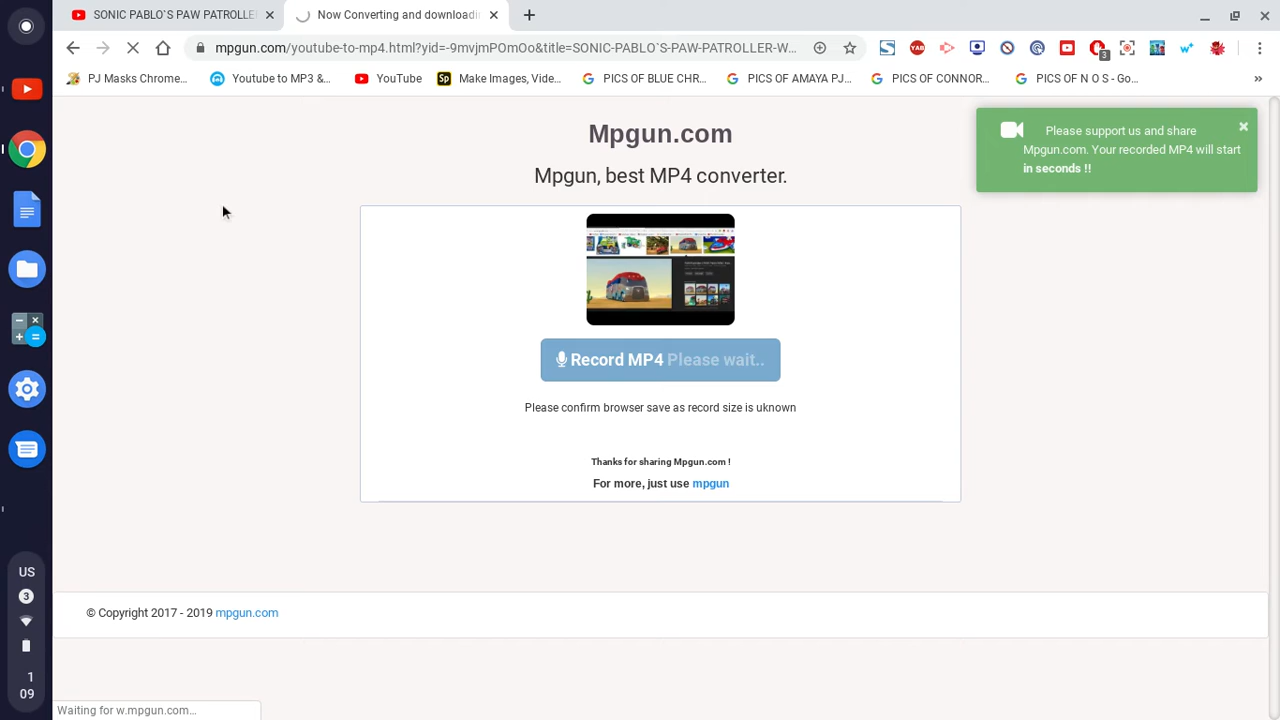 SONIC PABLO`S PAW PATROLLE
Now Converting and downloadi
mpgun.com/youtube-to-mp4.html?yid=-9mvjmPOmOo&title=SONIC-PABLO`S-PAW-PATROLLER-W...
YAB
3
PJ Masks Chrome...
Youtube to MP3 &...
YouTube
Sp
Make Images, Vide...
PICS OF BLUE CHR...
PICS OF AMAYA PJ...
PICS OF CONNOR...
PICS OF N O S - Go...
Mpgun.com
Mpgun, best MP4 converter.
Please support us and share
Mpgun.com. Your recorded MP4 will start
in seconds !!
Record MP4 Please wait..
Please confirm browser save as record size is uknown
Thanks for sharing Mpgun.com !
For more, just use mpgun
© Copyright 2017 - 2019 mpgun.com
US
3
1
09
Waiting for w.mpgun.com...